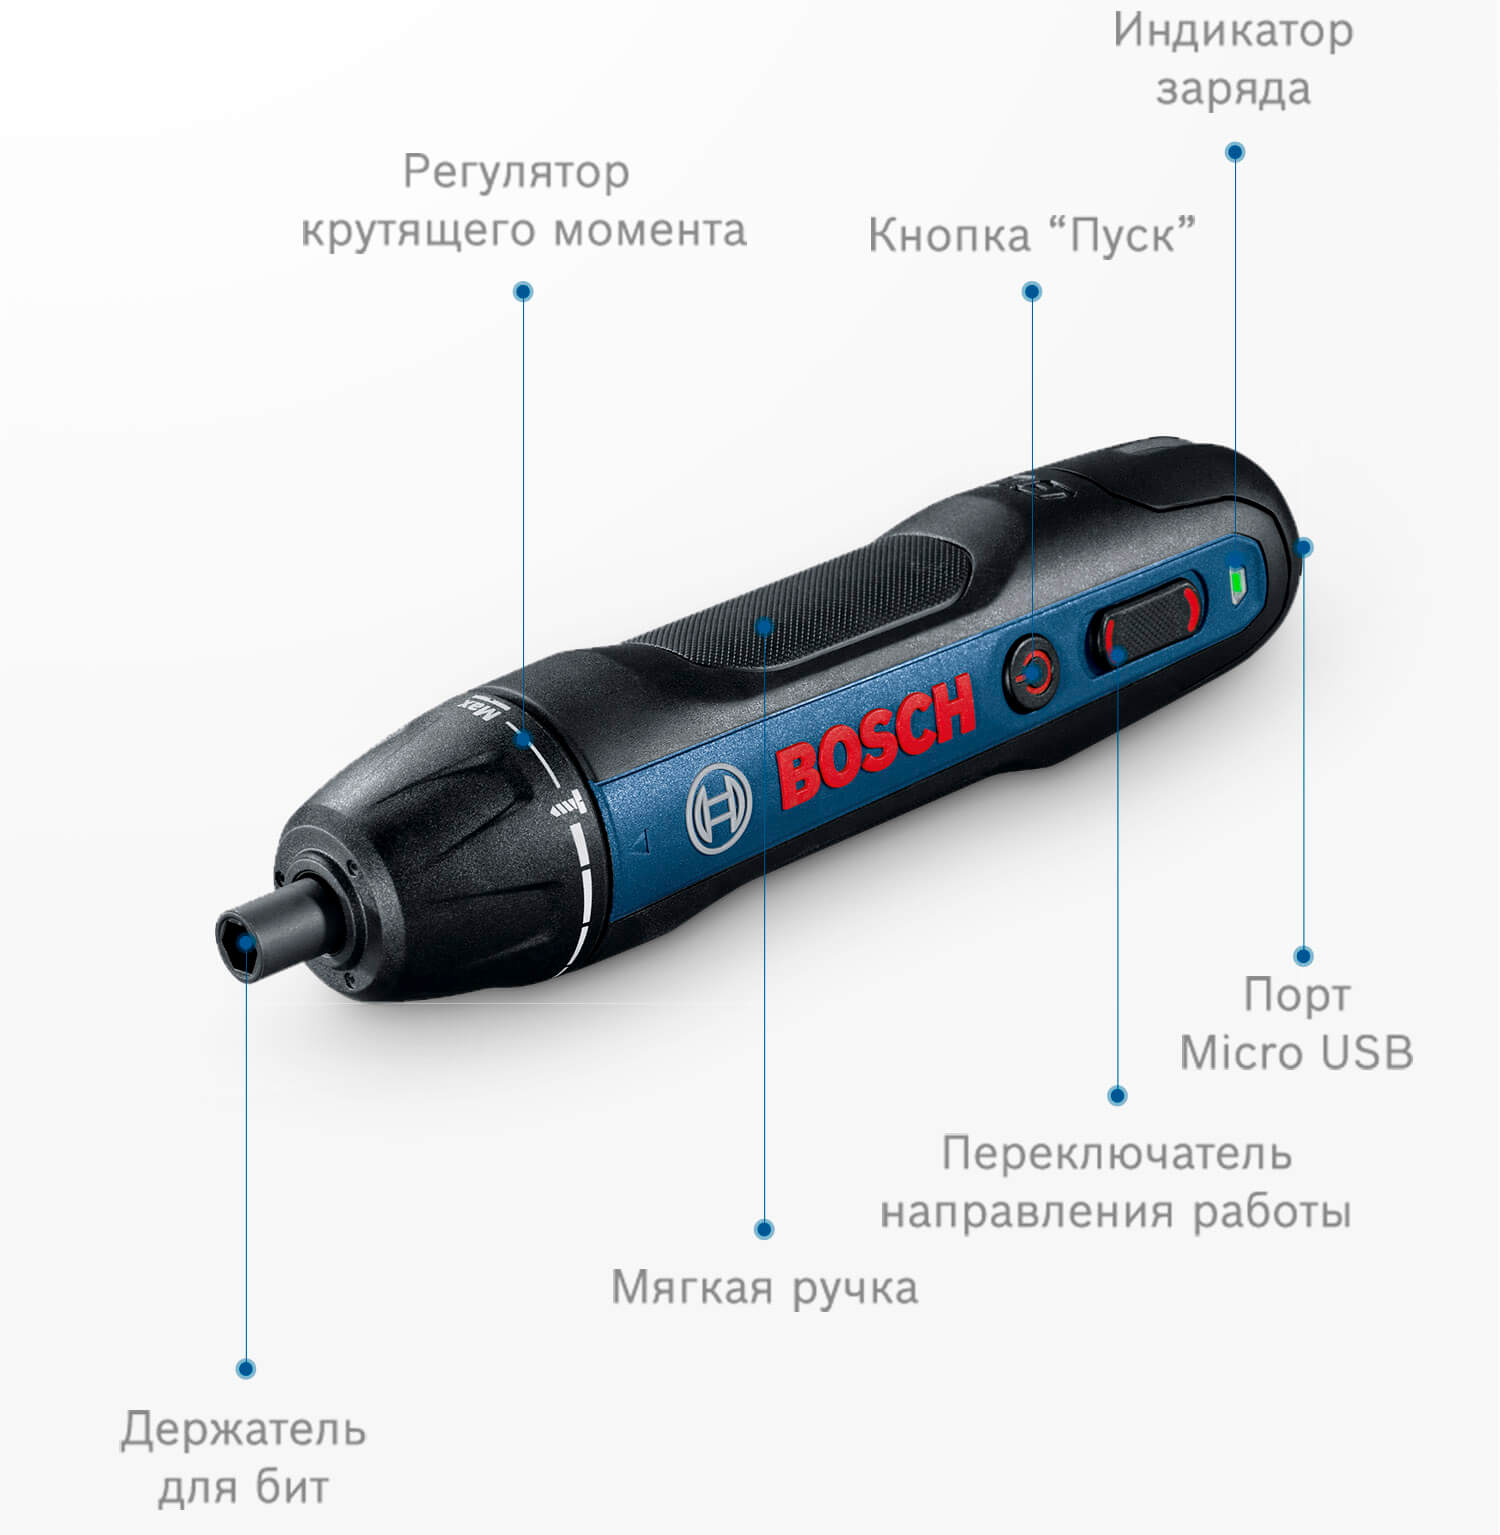 Индикатор
заряда
Регулятор
крутящего момента
Кнопка “Пуск”
Max
BOSCH
Порт
Micro USB
Переключатель
направления работы
Мягкая ручка
Держатель
для бит